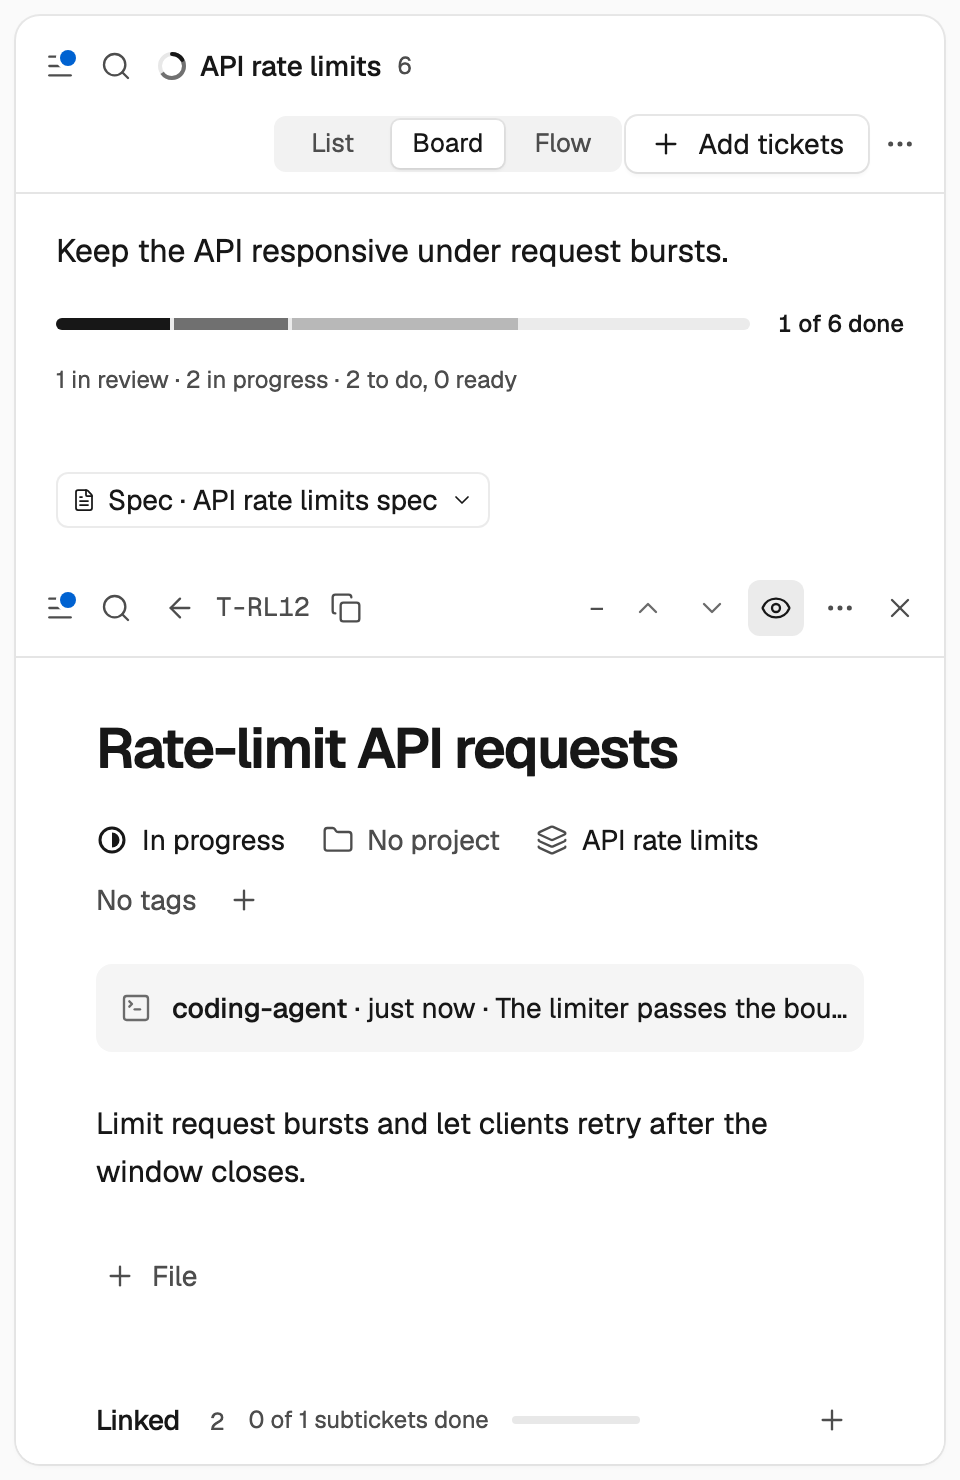 API rate limits 6
List Board Flow + Add tickets ···
Keep the API responsive under request bursts.
1 of 6 done
1 in review · 2 in progress · 2 to do, 0 ready
Spec · API rate limits spec
T-RL12
Rate-limit API requests
In progress No project API rate limits
No tags +
coding-agent · just now · The limiter passes the bou...
Limit request bursts and let clients retry after the
window closes.
+ File
Linked 2 0 of 1 subtickets done +